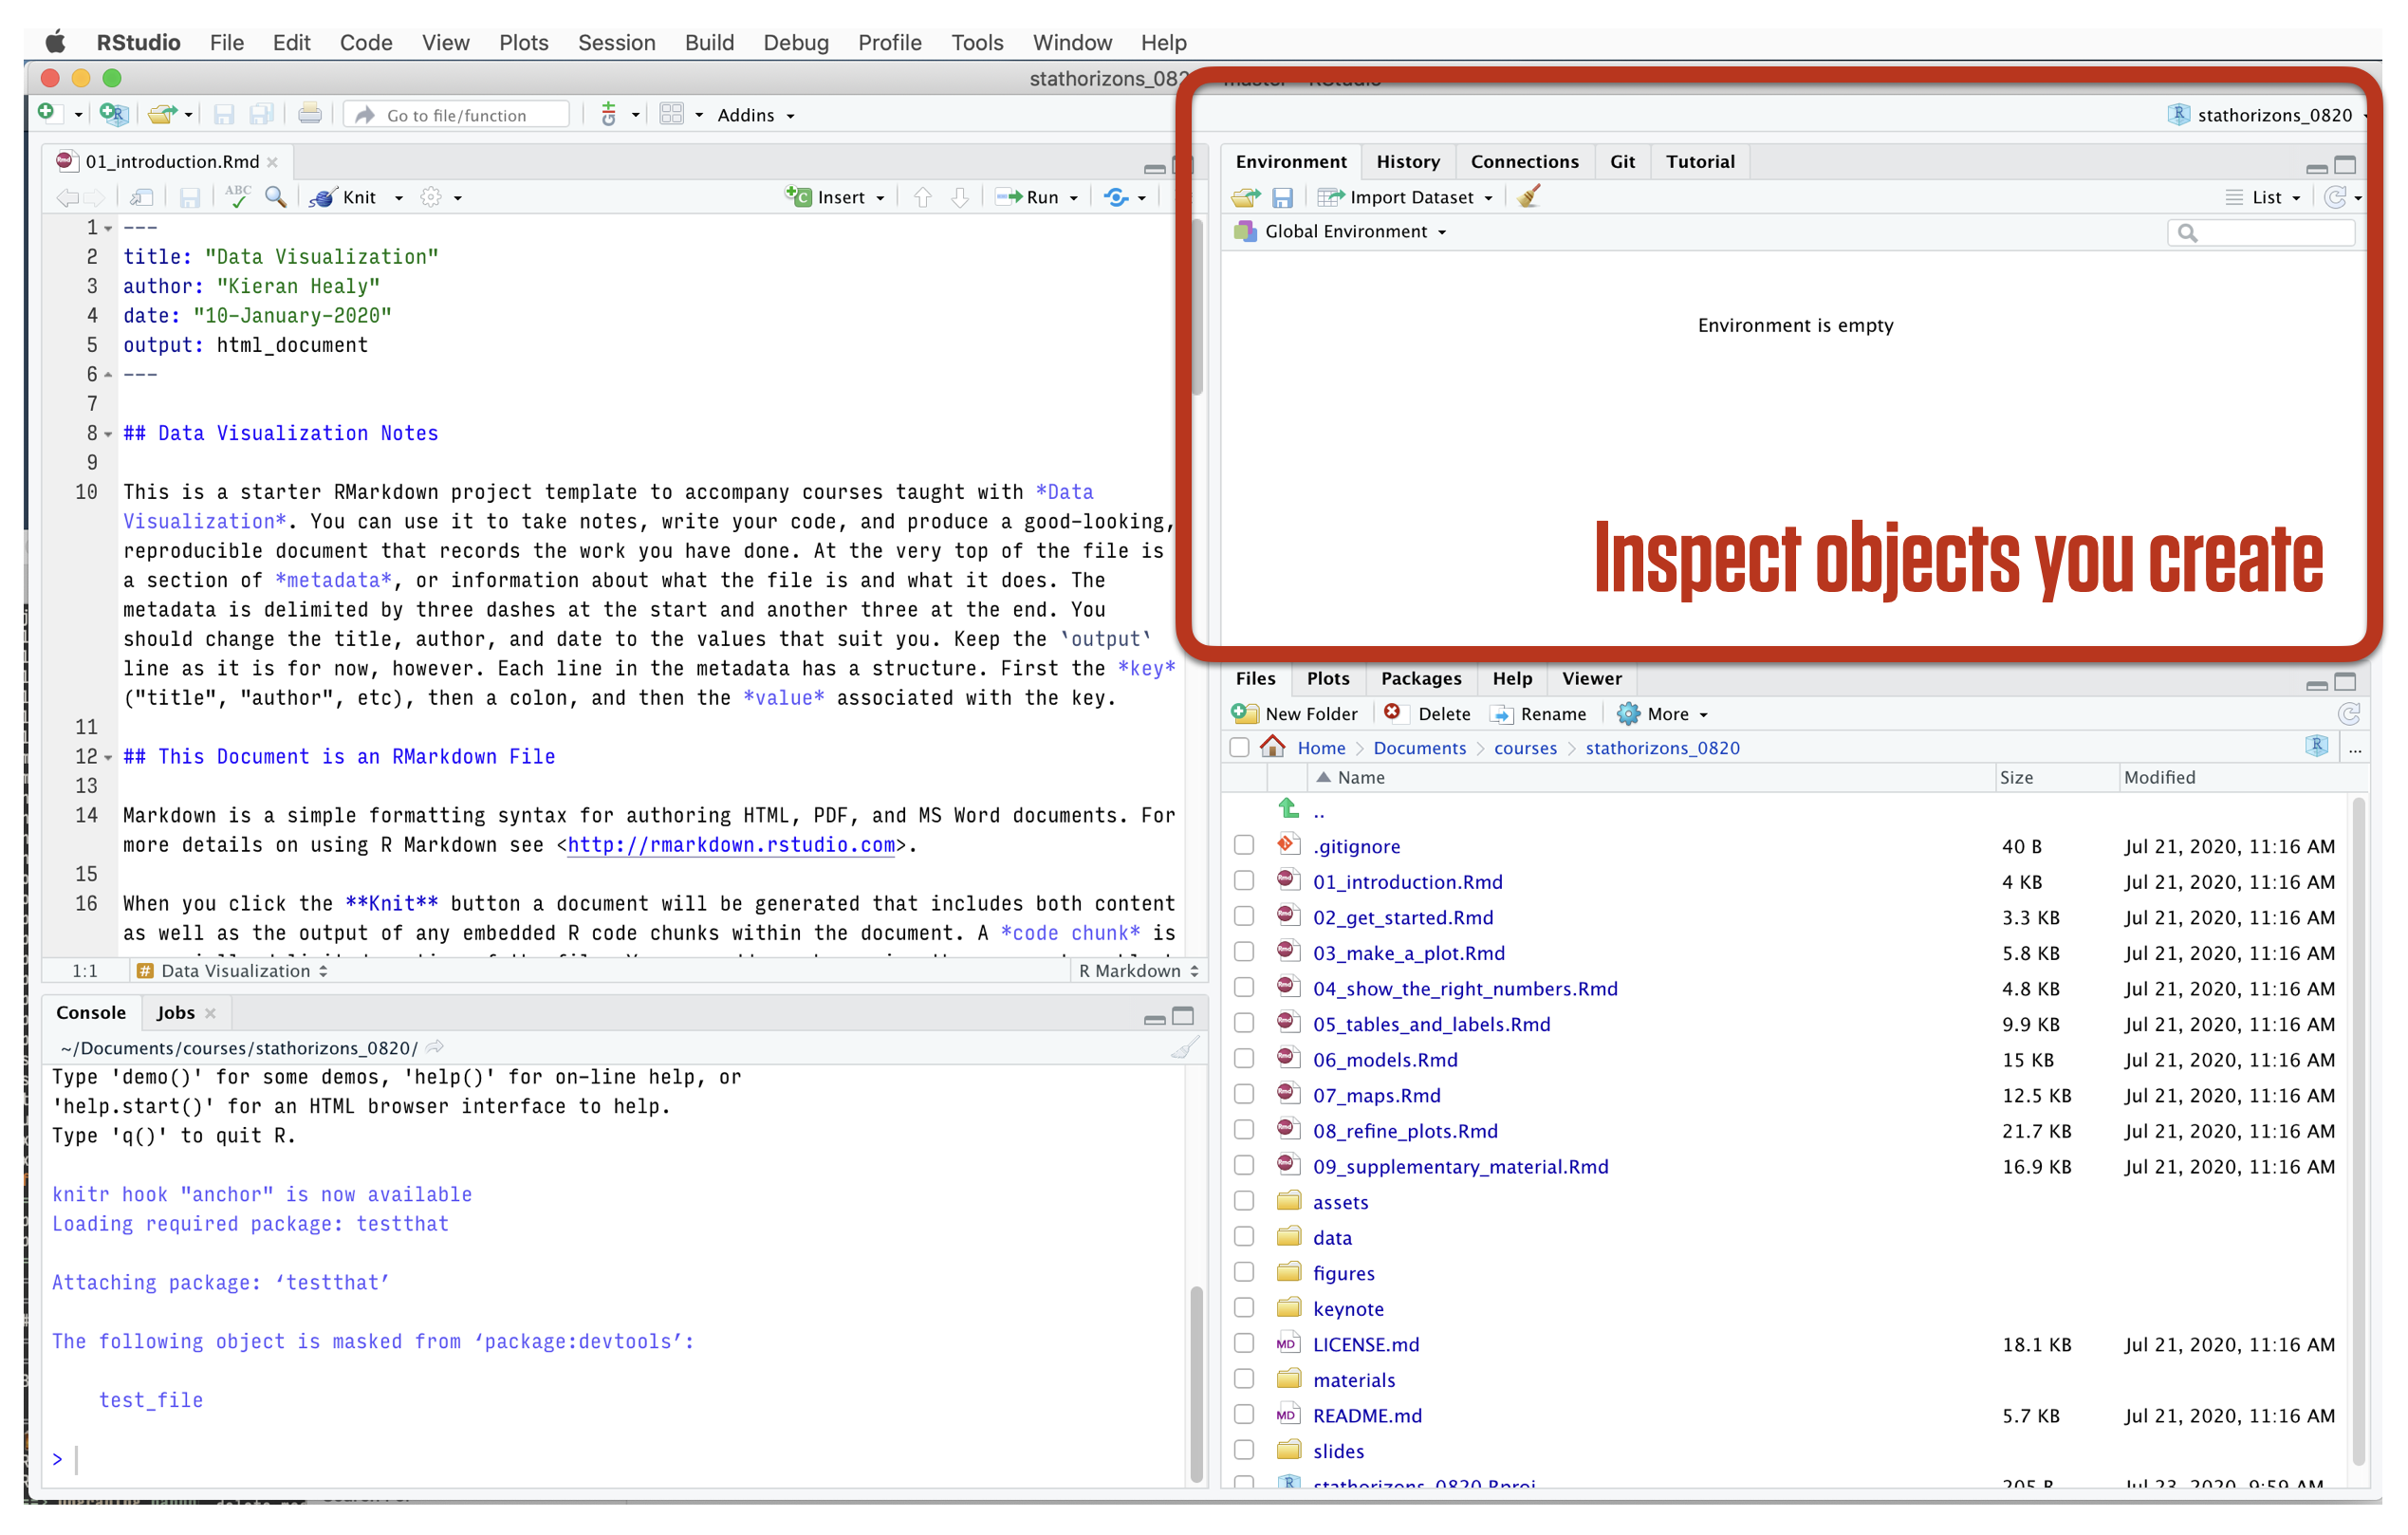 RStudio File Edit Code View Plots Session Build Debug Profile Tools Window Help
stathorizons_082
Go to file/function
Addins
stathorizons_0820
01_introduction.Rmd
ABC
Knit
Insert
Run
1 ---
2 title: "Data Visualization"
3 author: "Kieran Healy"
4 date: "10-January-2020"
5 output: html_document
6 ---
7
8 ## Data Visualization Notes
9
10 This is a starter RMarkdown project template to accompany courses taught with *Data
Visualization*. You can use it to take notes, write your code, and produce a good-looking,
reproducible document that records the work you have done. At the very top of the file is
a section of *metadata*, or information about what the file is and what it does. The
metadata is delimited by three dashes at the start and another three at the end. You
should change the title, author, and date to the values that suit you. Keep the `output`
line as it is for now, however. Each line in the metadata has a structure. First the *key*
("title", "author", etc), then a colon, and then the *value* associated with the key.
11
12 ## This Document is an RMarkdown File
13
14 Markdown is a simple formatting syntax for authoring HTML, PDF, and MS Word documents. For
more details on using R Markdown see <http://rmarkdown.rstudio.com>.
15
16 When you click the **Knit** button a document will be generated that includes both content
as well as the output of any embedded R code chunks within the document. A *code chunk* is
1:1 # Data Visualization R Markdown
Console Jobs
~/Documents/courses/stathorizons_0820/
Type 'demo()' for some demos, 'help()' for on-line help, or
'help.start()' for an HTML browser interface to help.
Type 'q()' to quit R.
knitr hook "anchor" is now available
Loading required package: testthat
Attaching package: ‘testthat’
The following object is masked from ‘package:devtools’:
test_file
>
Environment History Connections Git Tutorial
Import Dataset List
Global Environment
Environment is empty
Inspect objects you create
Files Plots Packages Help Viewer
New Folder Delete Rename More
Home > Documents > courses > stathorizons_0820 ...
Name Size Modified
..
.gitignore 40 B Jul 21, 2020, 11:16 AM
01_introduction.Rmd 4 KB Jul 21, 2020, 11:16 AM
02_get_started.Rmd 3.3 KB Jul 21, 2020, 11:16 AM
03_make_a_plot.Rmd 5.8 KB Jul 21, 2020, 11:16 AM
04_show_the_right_numbers.Rmd 4.8 KB Jul 21, 2020, 11:16 AM
05_tables_and_labels.Rmd 9.9 KB Jul 21, 2020, 11:16 AM
06_models.Rmd 15 KB Jul 21, 2020, 11:16 AM
07_maps.Rmd 12.5 KB Jul 21, 2020, 11:16 AM
08_refine_plots.Rmd 21.7 KB Jul 21, 2020, 11:16 AM
09_supplementary_material.Rmd 16.9 KB Jul 21, 2020, 11:16 AM
assets
data
figures
keynote
LICENSE.md 18.1 KB Jul 21, 2020, 11:16 AM
materials
README.md 5.7 KB Jul 21, 2020, 11:16 AM
slides
stathorizons_0820.Rproj 205 B Jul 23, 2020, 9:59 AM